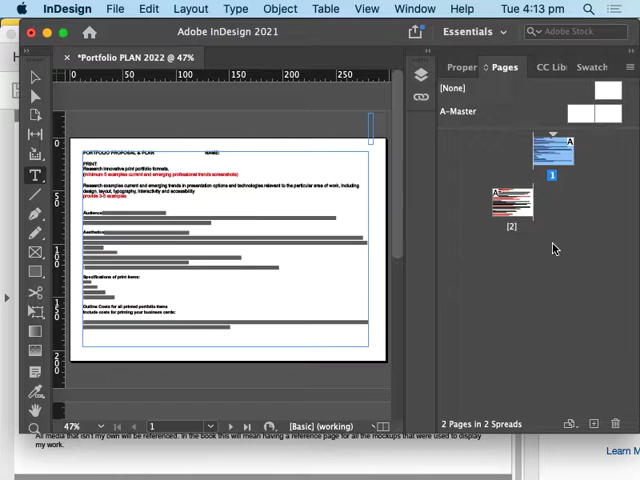 InDesign File Edit Layout Type Object Table View Window Help Tue 4:13 pm
Adobe InDesign 2021 Essentials Adobe Stock
*Portfolio PLAN 2022 @ 47%
0 50 100 150 200 250
Proper Pages CC Lib Swatch
[None]
A-Master
A
1
A
[2]
0
50
100
150
200
PORTFOLIO PROPOSAL & PLAN NAME:
PRINT
Research innovative print portfolio formats.
(minimum 5 examples current and emerging professional trends screenshots)
Research examples current and emerging trends in presentation options and technologies relevant to the particular area of work, including
design, layout, typography, interactivity and accessibility
provide 3-5 examples
Audience
Aesthetics
Specifications of print items:
Outline Costs for all printed portfolio items
Include costs for printing your business cards:
47% 1 [Basic] (working)
2 Pages in 2 Spreads
All media that isn't my own will be referenced. In the book this will mean having a reference page for all the mockups that were used to display
my work.
Learn M